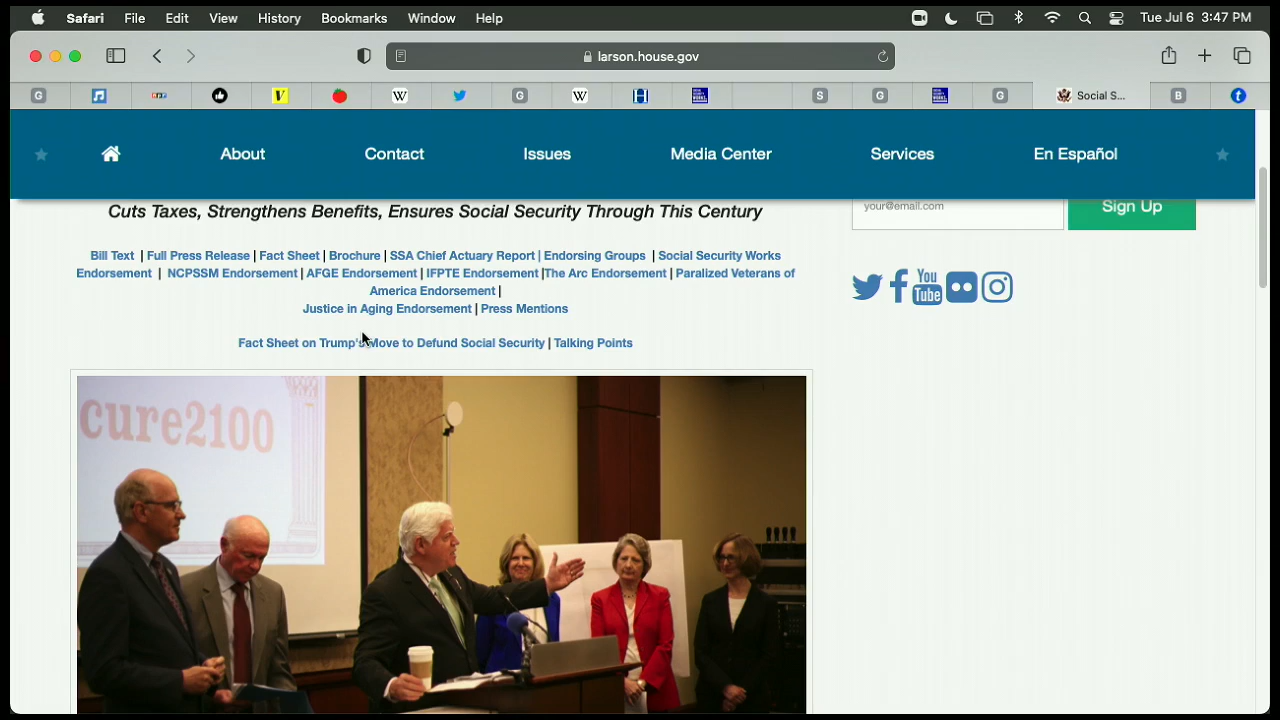 Safari File Edit View History Bookmarks Window Help Tue Jul 6 3:47 PM
larson.house.gov
G V W G W H S G G Social S... B t
About Contact Issues Media Center Services En Español
Cuts Taxes, Strengthens Benefits, Ensures Social Security Through This Century
your@email.com Sign Up
Bill Text | Full Press Release | Fact Sheet | Brochure | SSA Chief Actuary Report | Endorsing Groups | Social Security Works
Endorsement | NCPSSM Endorsement | AFGE Endorsement | IFPTE Endorsement |The Arc Endorsement | Paralized Veterans of
America Endorsement |
Justice in Aging Endorsement | Press Mentions
You Tube
Fact Sheet on Trump's Move to Defund Social Security | Talking Points
cure2100